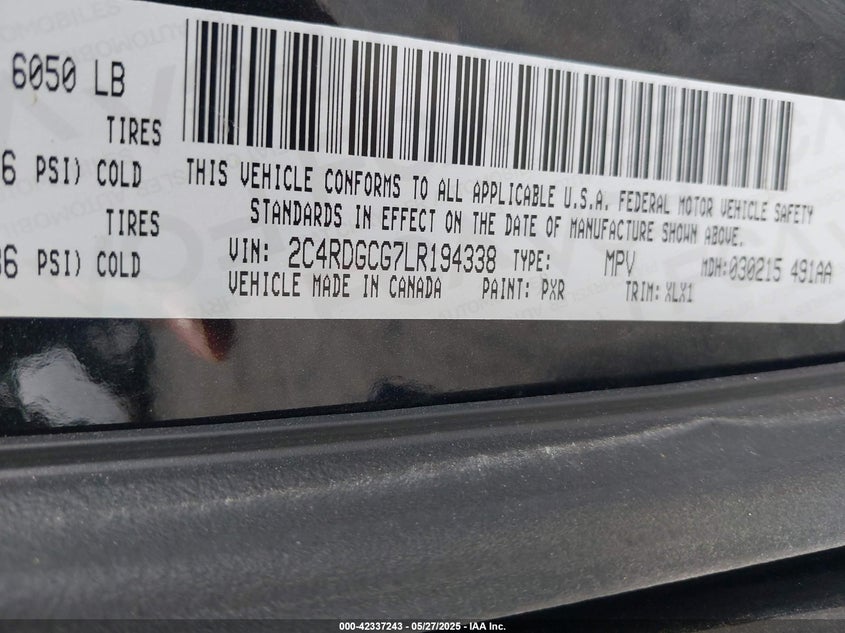 6050 LB
TIRES
6 PSI) COLD
TIRES
36 PSI) COLD
THIS VEHICLE CONFORMS TO ALL APPLICABLE U.S.A. FEDERAL MOTOR VEHICLE SAFETY
STANDARDS IN EFFECT ON THE DATE OF MANUFACTURE SHOWN ABOVE.
VIN: 2C4RDGCG7LR194338 TYPE: MPV MDH:030215 491AA
VEHICLE MADE IN CANADA PAINT: PXR TRIM: XLX1
000-42337243 / 05/27/2025 - IAA Inc.